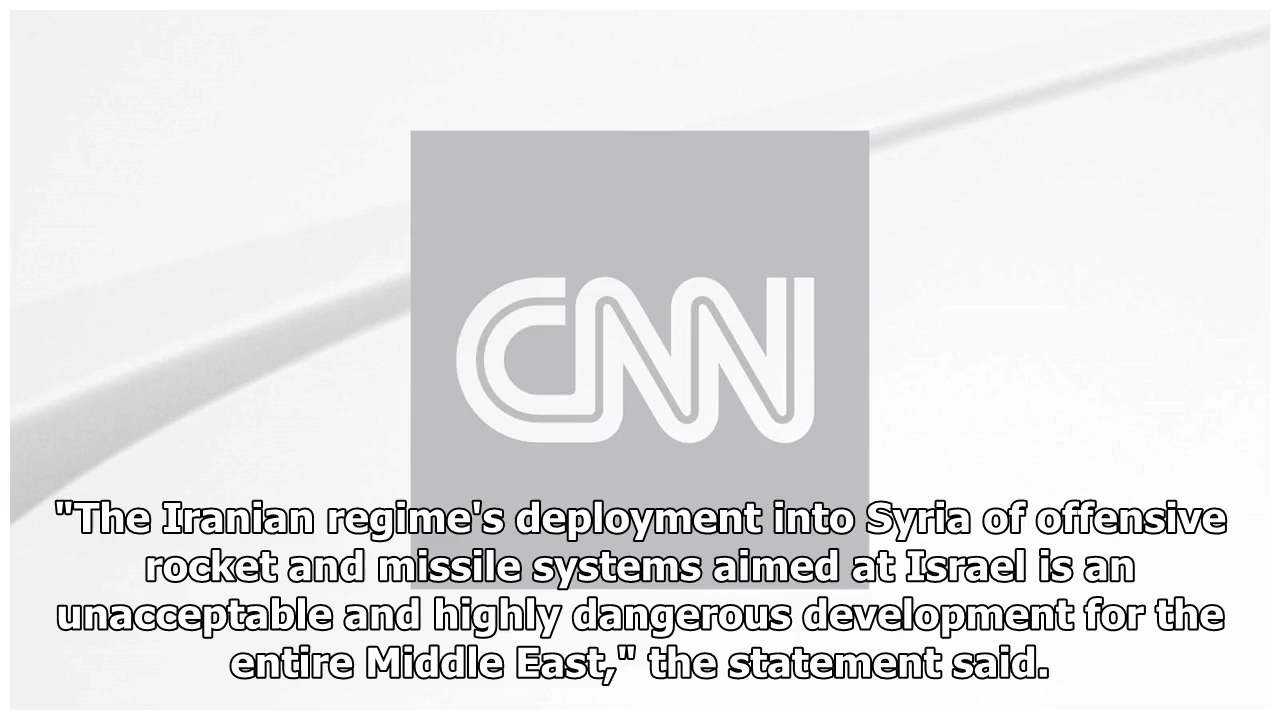 CNN
"The Iranian regime's deployment into Syria of offensive
rocket and missile systems aimed at Israel is an
unacceptable and highly dangerous development for the
entire Middle East," the statement said.